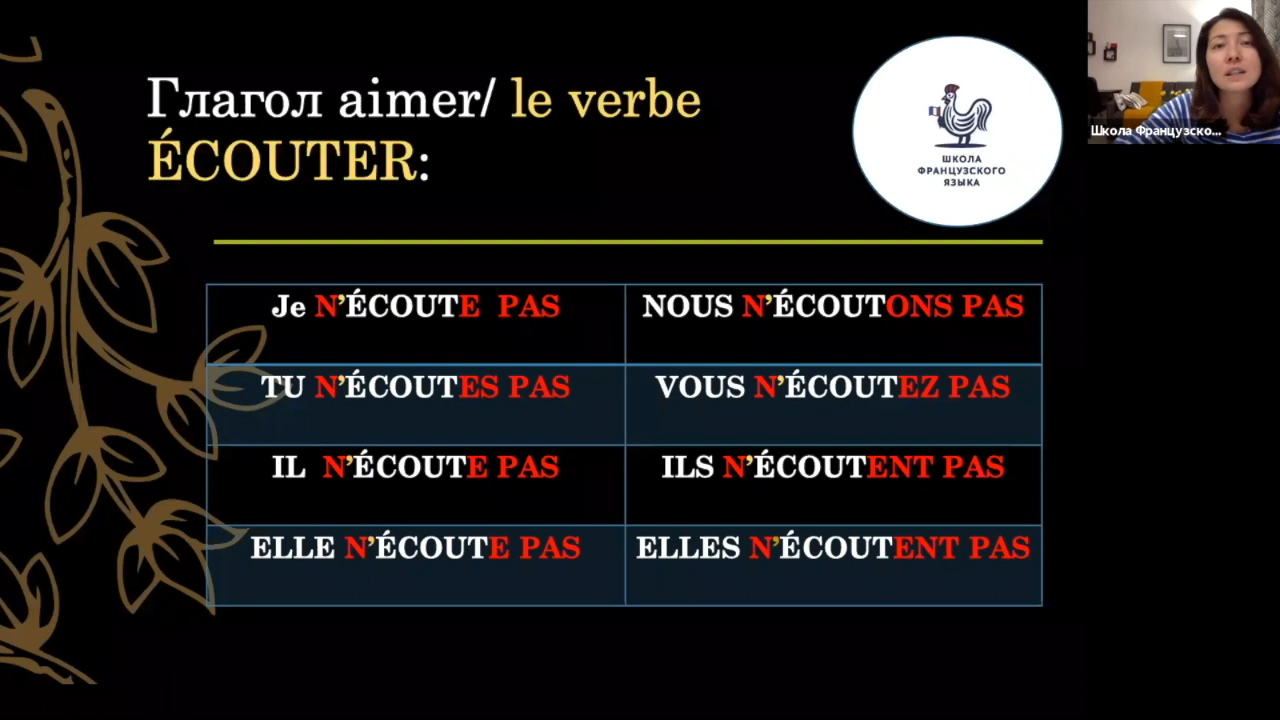 Глагол aimer/ le verbe
ÉCOUTER:
ШКОЛА
ФРАНЦУЗСКОГО
ЯЗЫКА
Школа Французско...
Je N’ÉCOUTE PAS
NOUS N’ÉCOUTONS PAS
TU N’ÉCOUTES PAS
VOUS N’ÉCOUTEZ PAS
IL N’ÉCOUTE PAS
ILS N’ÉCOUTENT PAS
ELLE N’ÉCOUTE PAS
ELLES N’ÉCOUTENT PAS